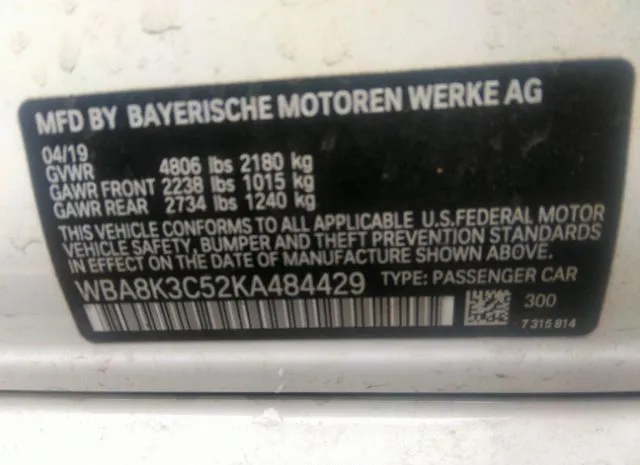 MFD BY BAYERISCHE MOTOREN WERKE AG
04/19
GVWR 4806 lbs 2180 kg
GAWR FRONT 2238 lbs 1015 kg
GAWR REAR 2734 lbs 1240 kg
THIS VEHICLE CONFORMS TO ALL APPLICABLE U.S.FEDERAL MOTOR
VEHICLE SAFETY, BUMPER AND THEFT PREVENTION STANDARDS
IN EFFECT ON THE DATE OF MANUFACTURE SHOWN ABOVE.
WBA8K3C52KA484429 TYPE: PASSENGER CAR
300
7 315 814